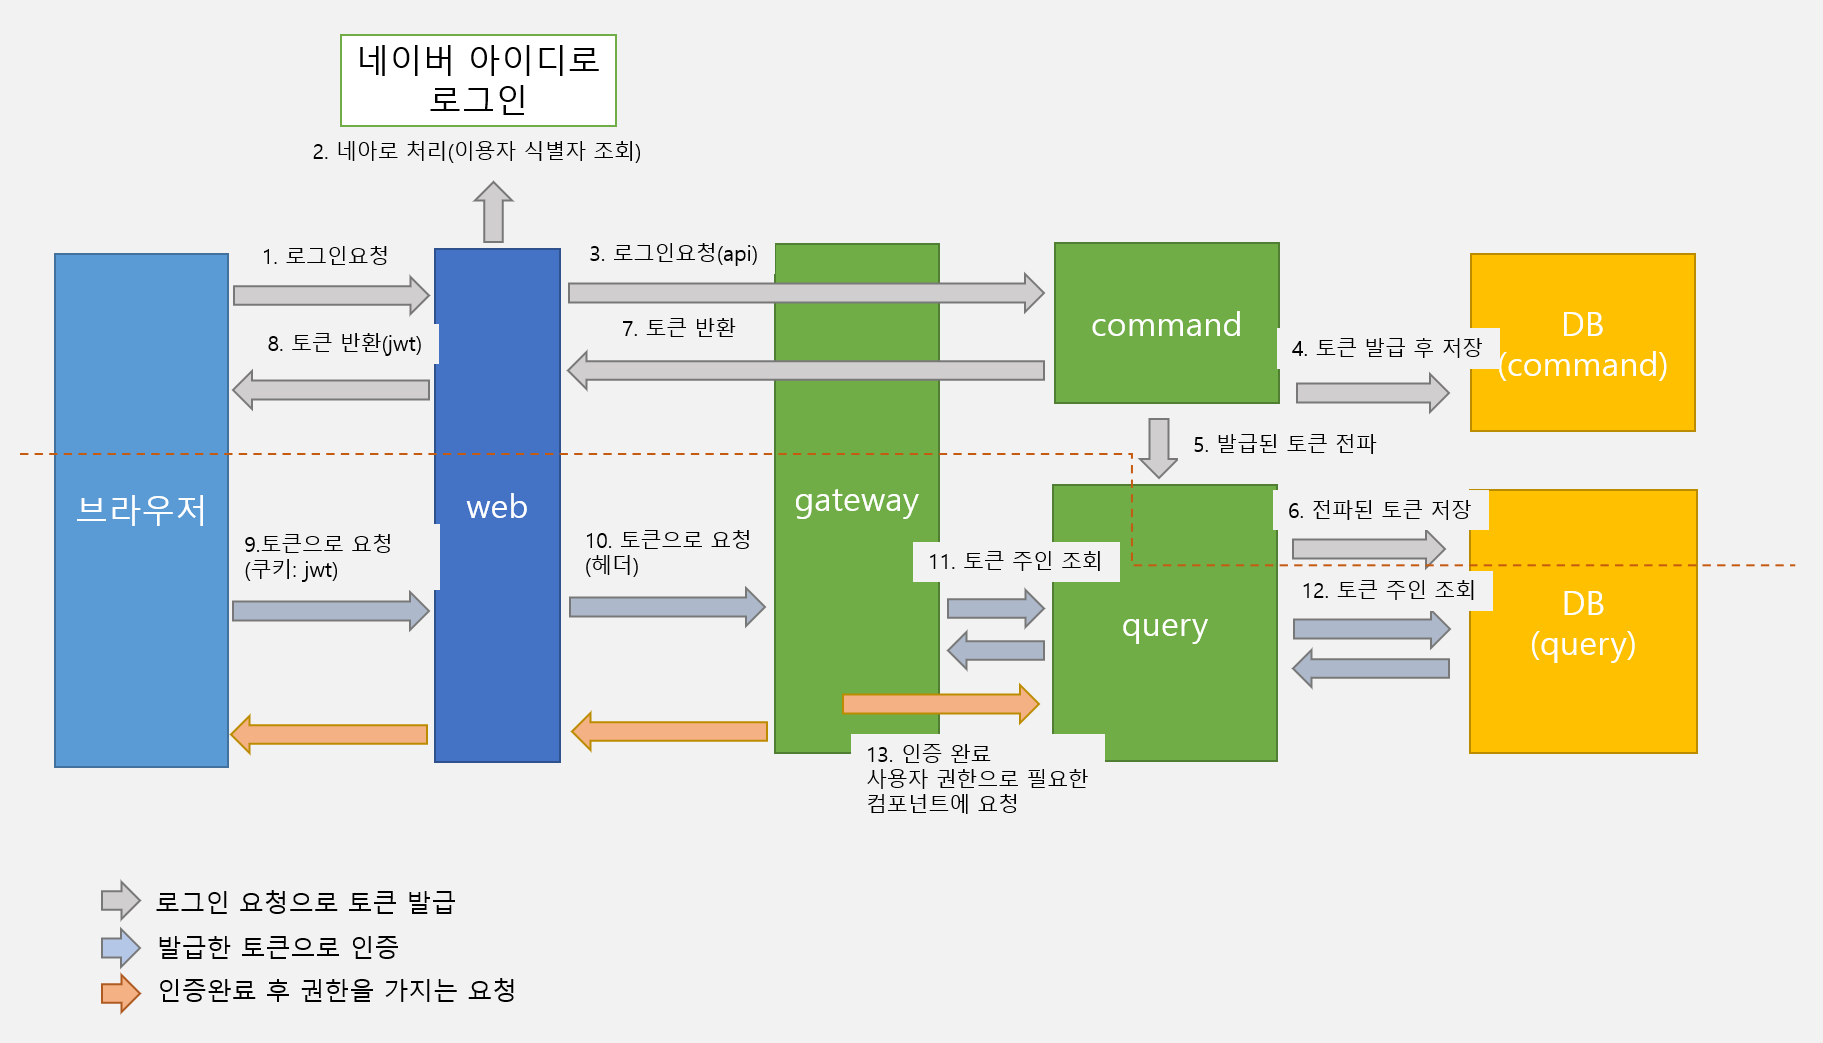 네이버 아이디로
로그인
2. 네아로 처리(이용자 식별자 조회)
1. 로그인요청
3. 로그인요청(api)
7. 토큰 반환
8. 토큰 반환(jwt)
command
4. 토큰 발급 후 저장
DB
(command)
5. 발급된 토큰 전파
브라우저
web
gateway
6. 전파된 토큰 저장
9.토큰으로 요청
(쿠키: jwt)
10. 토큰으로 요청
(헤더)
11. 토큰 주인 조회
query
12. 토큰 주인 조회
DB
(query)
13. 인증 완료
사용자 권한으로 필요한
컴포넌트에 요청
로그인 요청으로 토큰 발급
발급한 토큰으로 인증
인증완료 후 권한을 가지는 요청